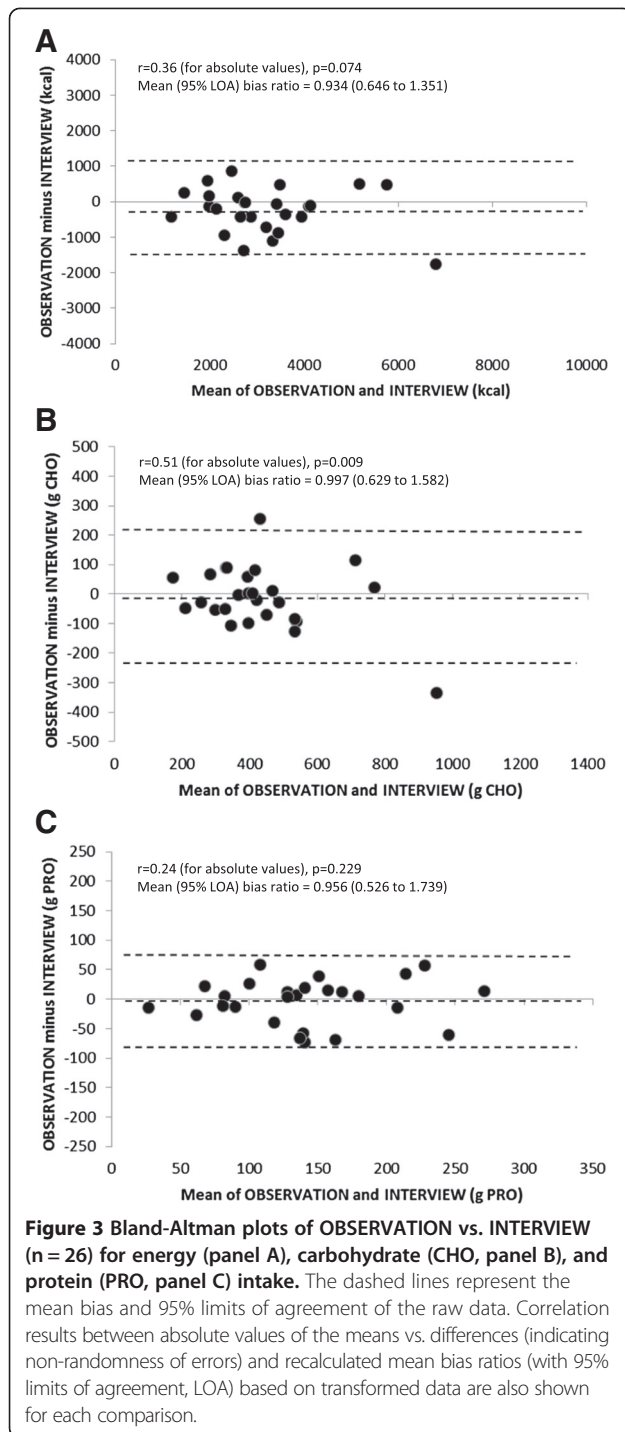 A
r=0.36 (for absolute values), p=0.074
Mean (95% LOA) bias ratio = 0.934 (0.646 to 1.351)
OBSERVATION minus INTERVIEW (kcal)
4000
3000
2000
1000
0
-1000
-2000
-3000
-4000
0 2000 4000 6000 8000 10000
Mean of OBSERVATION and INTERVIEW (kcal)
B
r=0.51 (for absolute values), p=0.009
Mean (95% LOA) bias ratio = 0.997 (0.629 to 1.582)
OBSERVATION minus INTERVIEW (g CHO)
500
400
300
200
100
0
-100
-200
-300
-400
-500
0 200 400 600 800 1000 1200 1400
Mean of OBSERVATION and INTERVIEW (g CHO)
C
r=0.24 (for absolute values), p=0.229
Mean (95% LOA) bias ratio = 0.956 (0.526 to 1.739)
OBSERVATION minus INTERVIEW (g PRO)
250
200
150
100
50
0
-50
-100
-150
-200
-250
0 50 100 150 200 250 300 350
Mean of OBSERVATION and INTERVIEW (g PRO)
Figure 3 Bland-Altman plots of OBSERVATION vs. INTERVIEW
(n = 26) for energy (panel A), carbohydrate (CHO, panel B), and
protein (PRO, panel C) intake. The dashed lines represent the
mean bias and 95% limits of agreement of the raw data. Correlation
results between absolute values of the means vs. differences (indicating
non-randomness of errors) and recalculated mean bias ratios (with 95%
limits of agreement, LOA) based on transformed data are also shown
for each comparison.